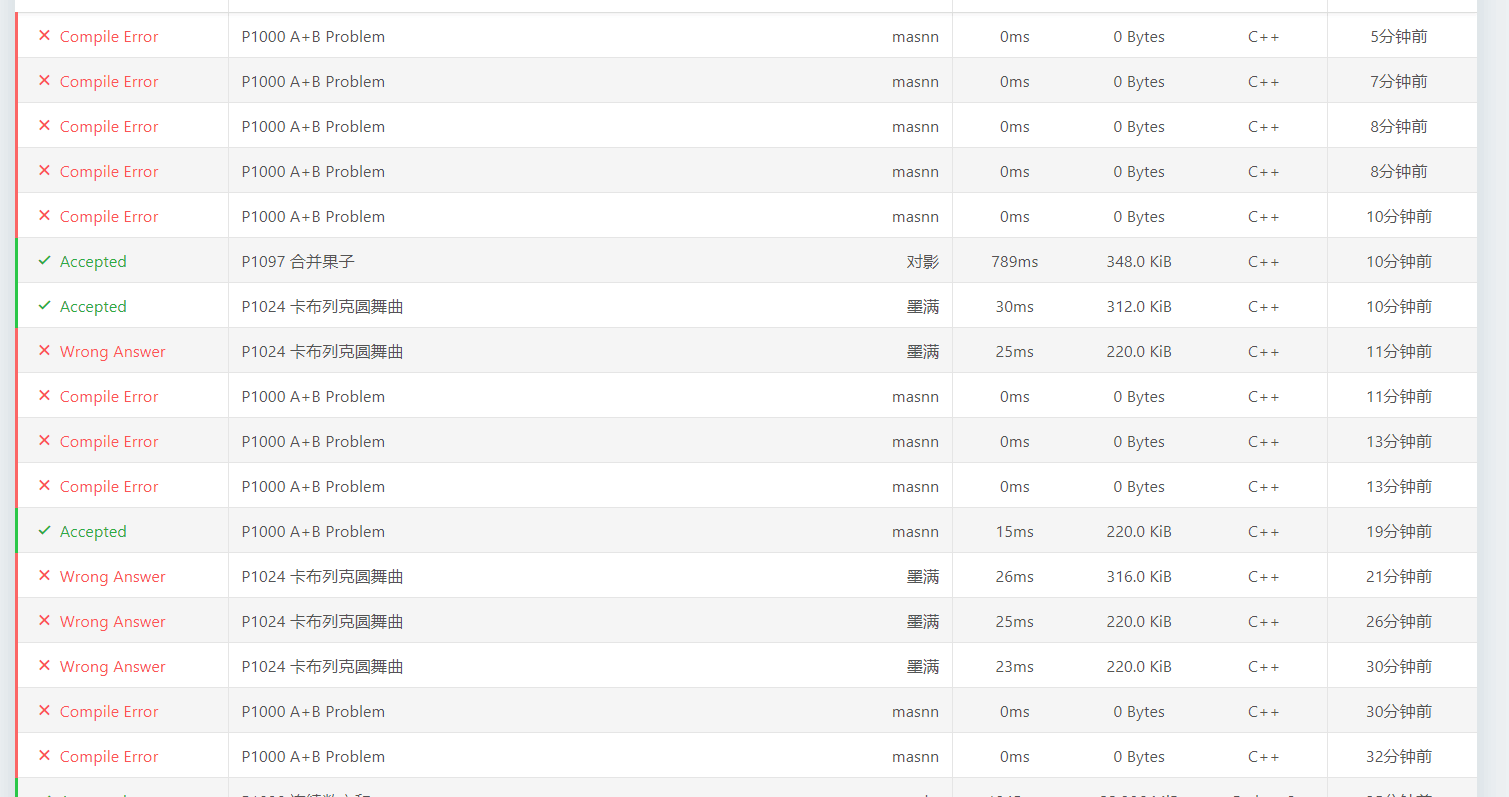 Compile Error P1000 A+B Problem masnn 0ms 0 Bytes C++ 5分钟前
Compile Error P1000 A+B Problem masnn 0ms 0 Bytes C++ 7分钟前
Compile Error P1000 A+B Problem masnn 0ms 0 Bytes C++ 8分钟前
Compile Error P1000 A+B Problem masnn 0ms 0 Bytes C++ 8分钟前
Compile Error P1000 A+B Problem masnn 0ms 0 Bytes C++ 10分钟前
Accepted P1097 合并果子 对影 789ms 348.0 KiB C++ 10分钟前
Accepted P1024 卡布列克圆舞曲 墨满 30ms 312.0 KiB C++ 10分钟前
Wrong Answer P1024 卡布列克圆舞曲 墨满 25ms 220.0 KiB C++ 11分钟前
Compile Error P1000 A+B Problem masnn 0ms 0 Bytes C++ 11分钟前
Compile Error P1000 A+B Problem masnn 0ms 0 Bytes C++ 13分钟前
Compile Error P1000 A+B Problem masnn 0ms 0 Bytes C++ 13分钟前
Accepted P1000 A+B Problem masnn 15ms 220.0 KiB C++ 19分钟前
Wrong Answer P1024 卡布列克圆舞曲 墨满 26ms 316.0 KiB C++ 21分钟前
Wrong Answer P1024 卡布列克圆舞曲 墨满 25ms 220.0 KiB C++ 26分钟前
Wrong Answer P1024 卡布列克圆舞曲 墨满 23ms 220.0 KiB C++ 30分钟前
Compile Error P1000 A+B Problem masnn 0ms 0 Bytes C++ 30分钟前
Compile Error P1000 A+B Problem masnn 0ms 0 Bytes C++ 32分钟前